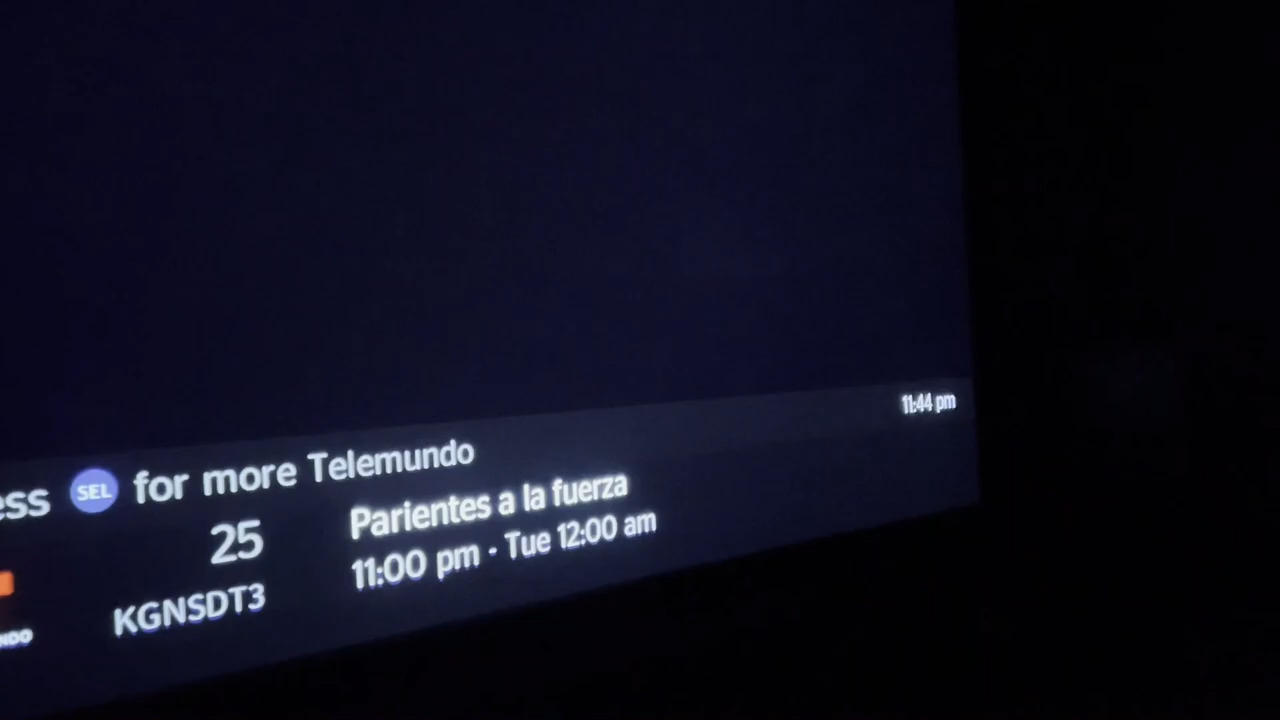 ess SEL for more Telemundo
11:44 pm
25
KGNSDT3
Parientes a la fuerza
11:00 pm - Tue 12:00 am
NDO